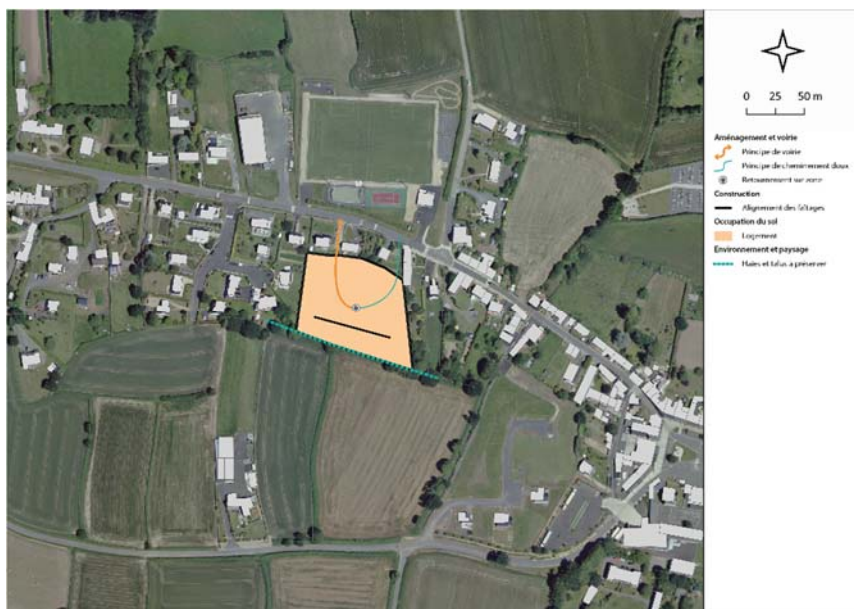 0 25 50 m
Aménagement et voirie
Principe de voirie
Principe de cheminement doux
Retournement sur zone
Construction
Alignement des faîtages
Occupation du sol
Logement
Environnement et paysage
Haies et talus à préserver